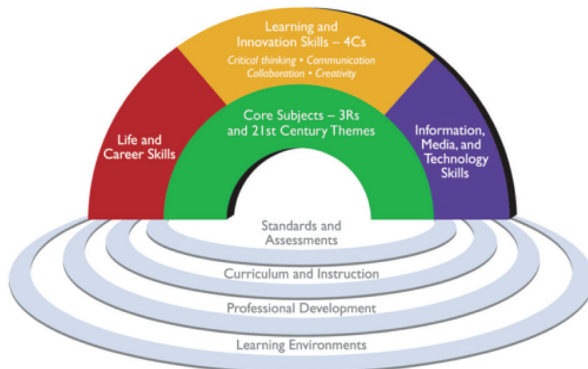 Learning and
Innovation Skills – 4Cs
Critical thinking • Communication
Collaboration • Creativity
Core Subjects – 3Rs
and 21st Century Themes
Life and
Career Skills
Information,
Media, and
Technology
Skills
Standards and
Assessments
Curriculum and Instruction
Professional Development
Learning Environments